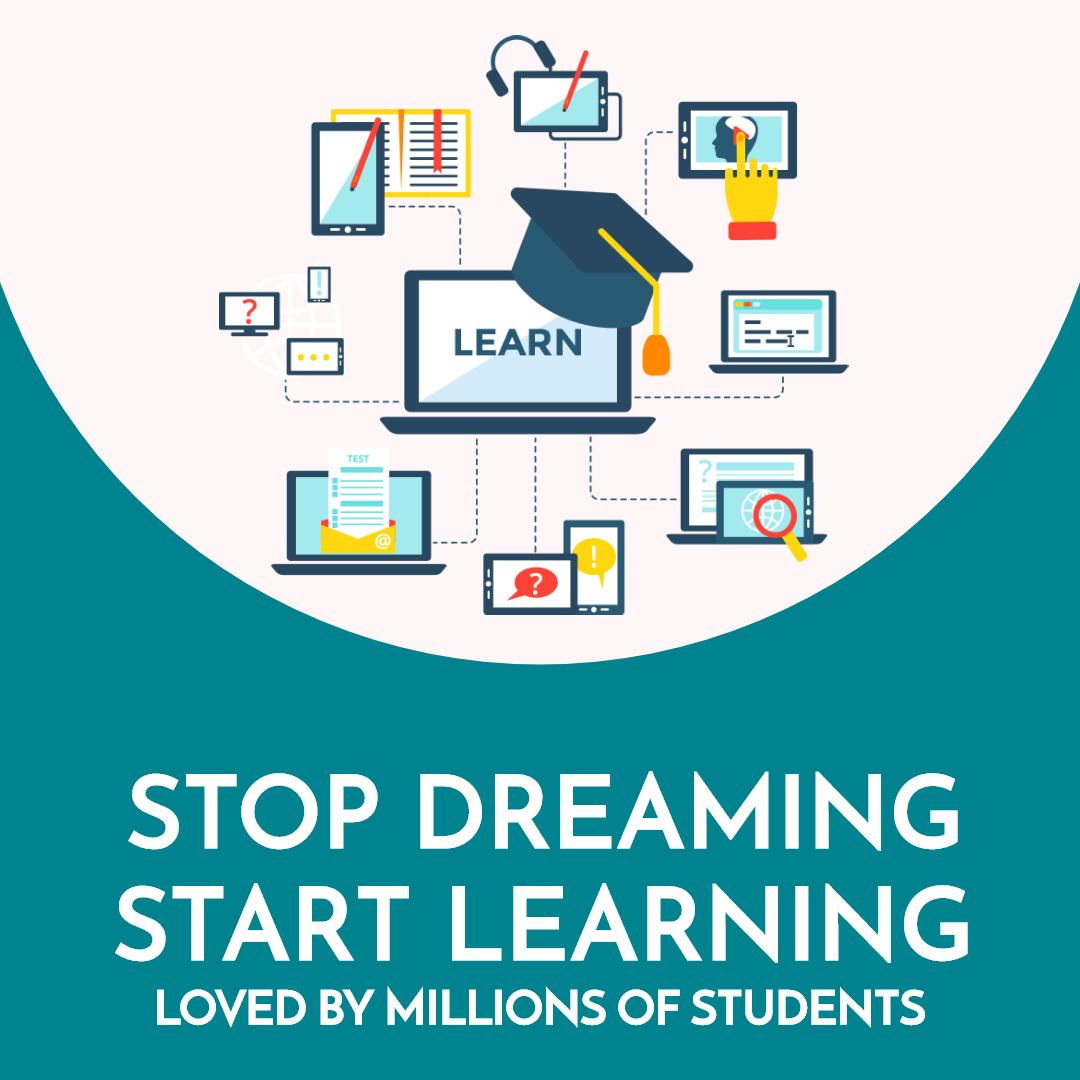 ?
!
LEARN
TEST
@
?
?
!
STOP DREAMING
START LEARNING
LOVED BY MILLIONS OF STUDENTS